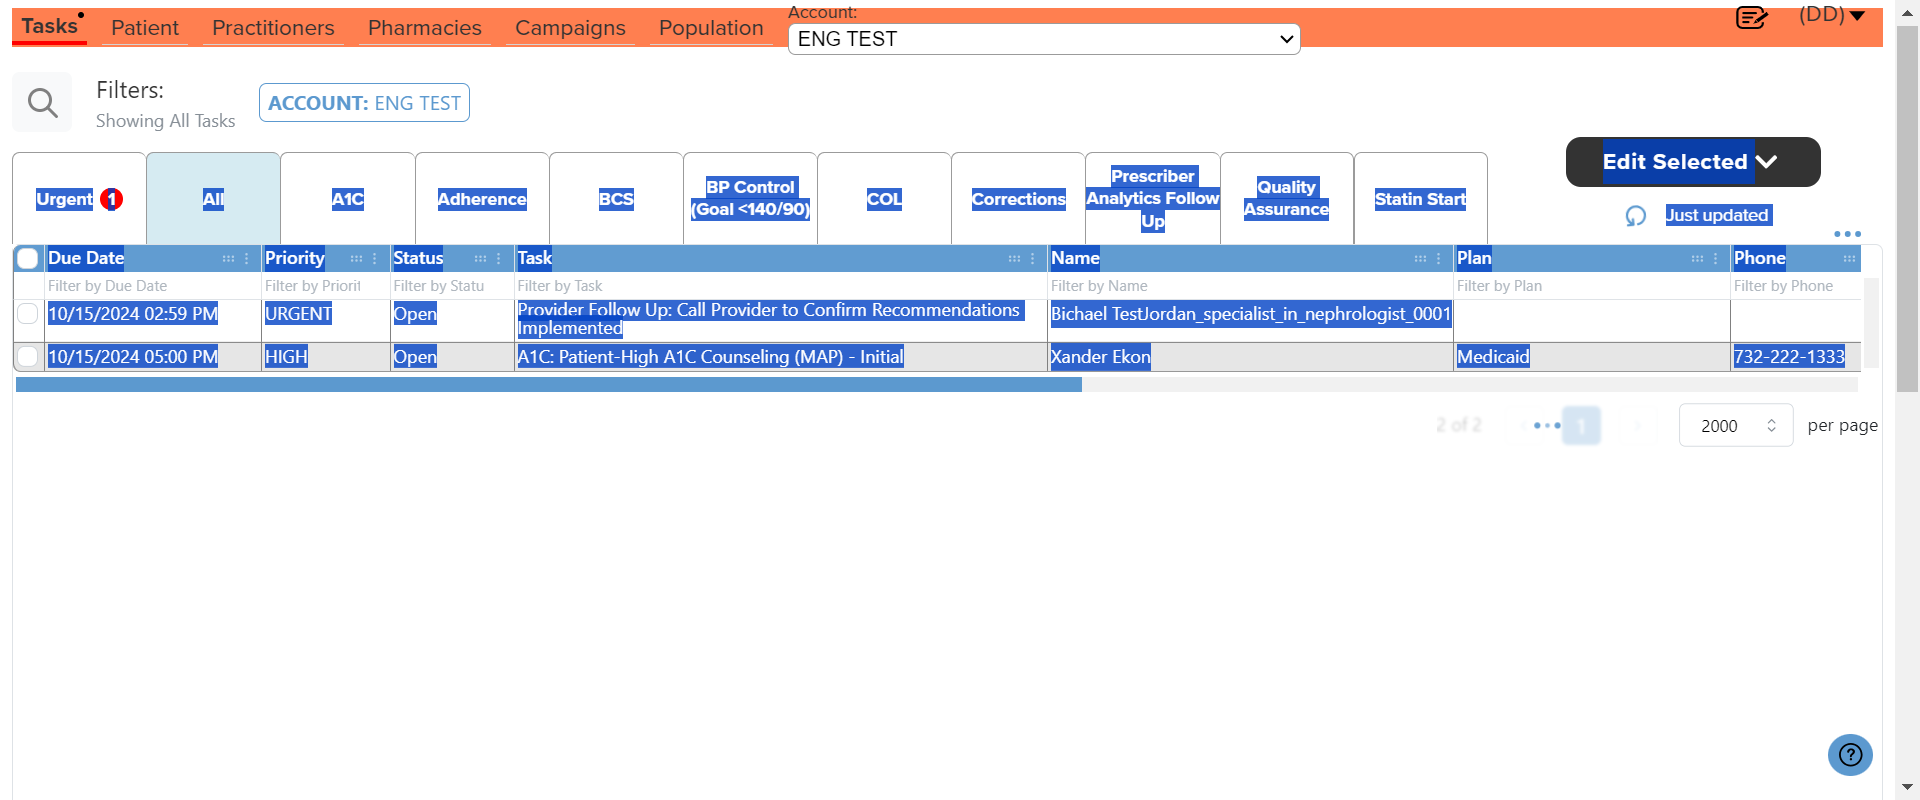 Tasks Patient Practitioners Pharmacies Campaigns Population Account: (DD)
ENG TEST
Filters:
Showing All Tasks
ACCOUNT: ENG TEST
Urgent 1
All
A1C
Adherence
BCS
BP Control
(Goal <140/90)
COL
Corrections
Prescriber
Analytics Follow
Up
Quality
Assurance
Statin Start
Edit Selected
Just updated
Due Date Priority Status Task Name Plan Phone
Filter by Due Date Filter by Priorit Filter by Statu Filter by Task Filter by Name Filter by Plan Filter by Phone
10/15/2024 02:59 PM URGENT Open Provider Follow Up: Call Provider to Confirm Recommendations
Implemented
Bichael TestJordan_specialist_in_nephrologist_0001
10/15/2024 05:00 PM HIGH Open A1C: Patient-High A1C Counseling (MAP) - Initial Xander Ekon Medicaid 732-222-1333
2 of 2 1 2000 per page
?